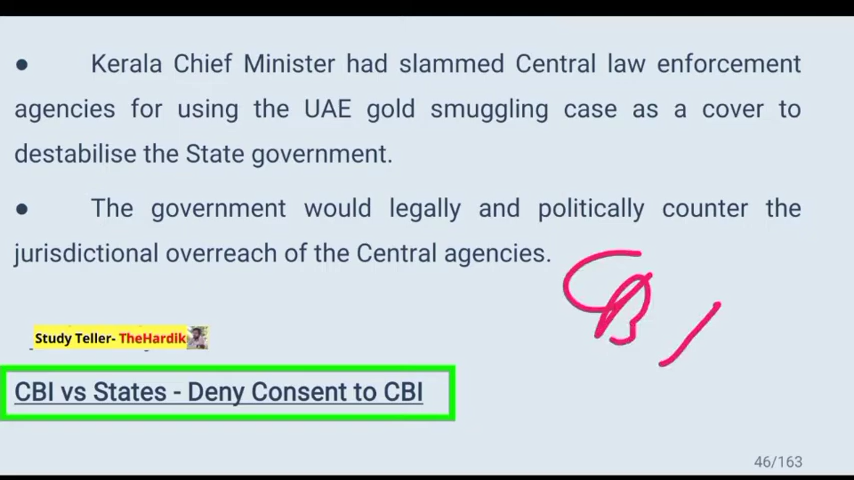 ● Kerala Chief Minister had slammed Central law enforcement
agencies for using the UAE gold smuggling case as a cover to
destabilise the State government.
● The government would legally and politically counter the
jurisdictional overreach of the Central agencies.
CBI
Study Teller- TheHardik
CBI vs States - Deny Consent to CBI
46/163